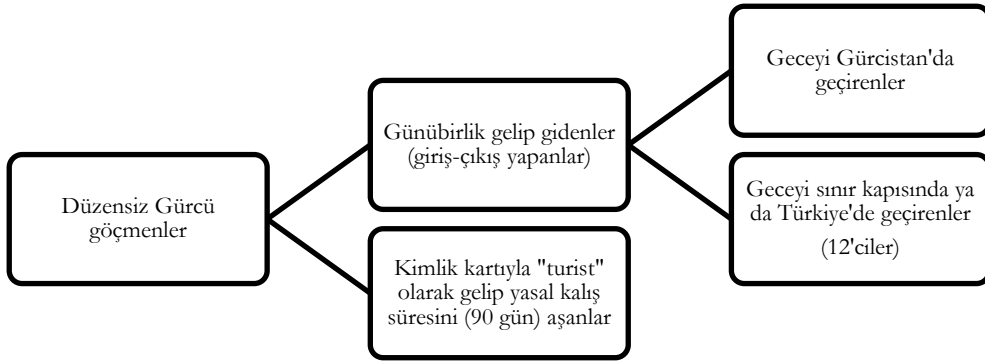 Düzensiz Gürcü
göçmenler
Günübirlik gelip gidenler
(giriş-çıkış yapanlar)
Geceyi Gürcistan'da
geçirenler
Geceyi sınır kapısında ya
da Türkiye'de geçirenler
(12'ciler)
Kimlik kartıyla "turist"
olarak gelip yasal kalış
süresini (90 gün) aşanlar